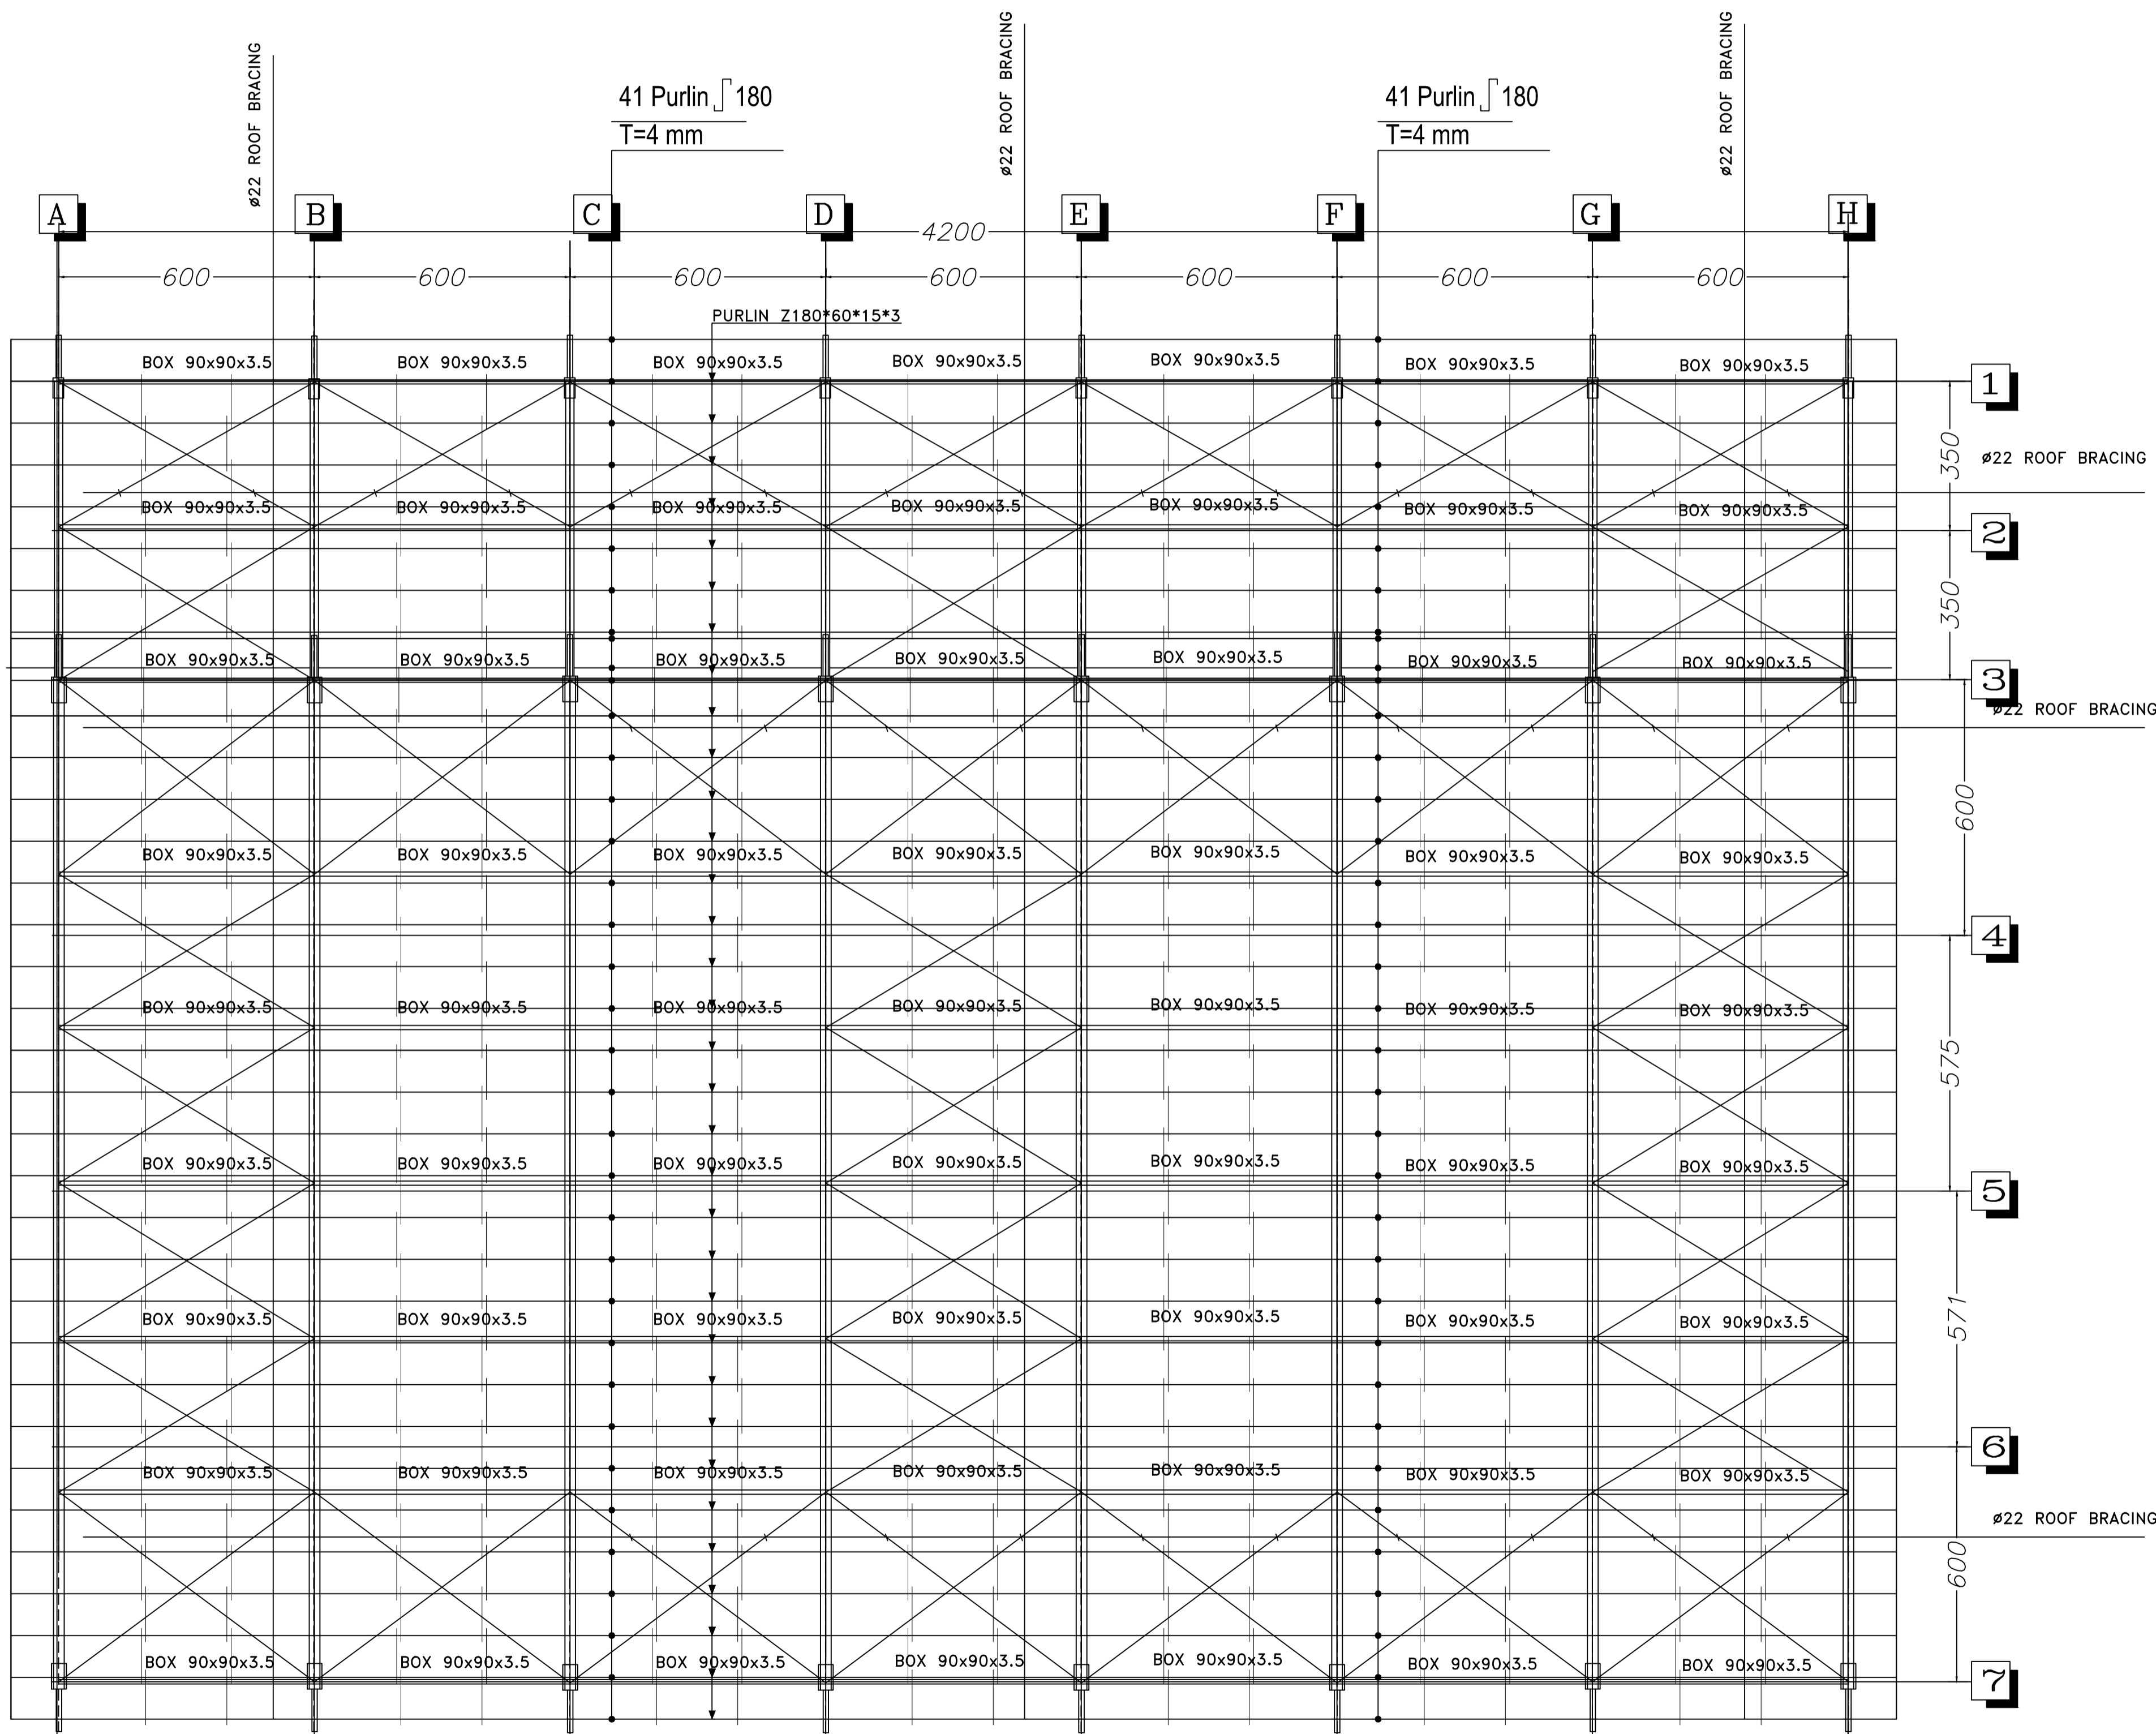 ø22 ROOF BRACING
ø22 ROOF BRACING
ø22 ROOF BRACING
41 Purlin 180
T=4 mm
41 Purlin 180
T=4 mm
A B C D E F G H
4200
600 600 600 600 600 600 600
PURLIN Z180*60*15*3
BOX 90x90x3.5 BOX 90x90x3.5 BOX 90x90x3.5 BOX 90x90x3.5 BOX 90x90x3.5 BOX 90x90x3.5 BOX 90x90x3.5
1
350
ø22 ROOF BRACING
BOX 90x90x3.5 BOX 90x90x3.5 BOX 90x90x3.5 BOX 90x90x3.5 BOX 90x90x3.5 BOX 90x90x3.5 BOX 90x90x3.5
2
350
BOX 90x90x3.5 BOX 90x90x3.5 BOX 90x90x3.5 BOX 90x90x3.5 BOX 90x90x3.5 BOX 90x90x3.5 BOX 90x90x3.5
3
ø22 ROOF BRACING
600
BOX 90x90x3.5 BOX 90x90x3.5 BOX 90x90x3.5 BOX 90x90x3.5 BOX 90x90x3.5 BOX 90x90x3.5 BOX 90x90x3.5
4
BOX 90x90x3.5 BOX 90x90x3.5 BOX 90x90x3.5 BOX 90x90x3.5 BOX 90x90x3.5 BOX 90x90x3.5 BOX 90x90x3.5
575
BOX 90x90x3.5 BOX 90x90x3.5 BOX 90x90x3.5 BOX 90x90x3.5 BOX 90x90x3.5 BOX 90x90x3.5 BOX 90x90x3.5
5
571
BOX 90x90x3.5 BOX 90x90x3.5 BOX 90x90x3.5 BOX 90x90x3.5 BOX 90x90x3.5 BOX 90x90x3.5 BOX 90x90x3.5
6
BOX 90x90x3.5 BOX 90x90x3.5 BOX 90x90x3.5 BOX 90x90x3.5 BOX 90x90x3.5 BOX 90x90x3.5 BOX 90x90x3.5
ø22 ROOF BRACING
600
BOX 90x90x3.5 BOX 90x90x3.5 BOX 90x90x3.5 BOX 90x90x3.5 BOX 90x90x3.5 BOX 90x90x3.5 BOX 90x90x3.5
7